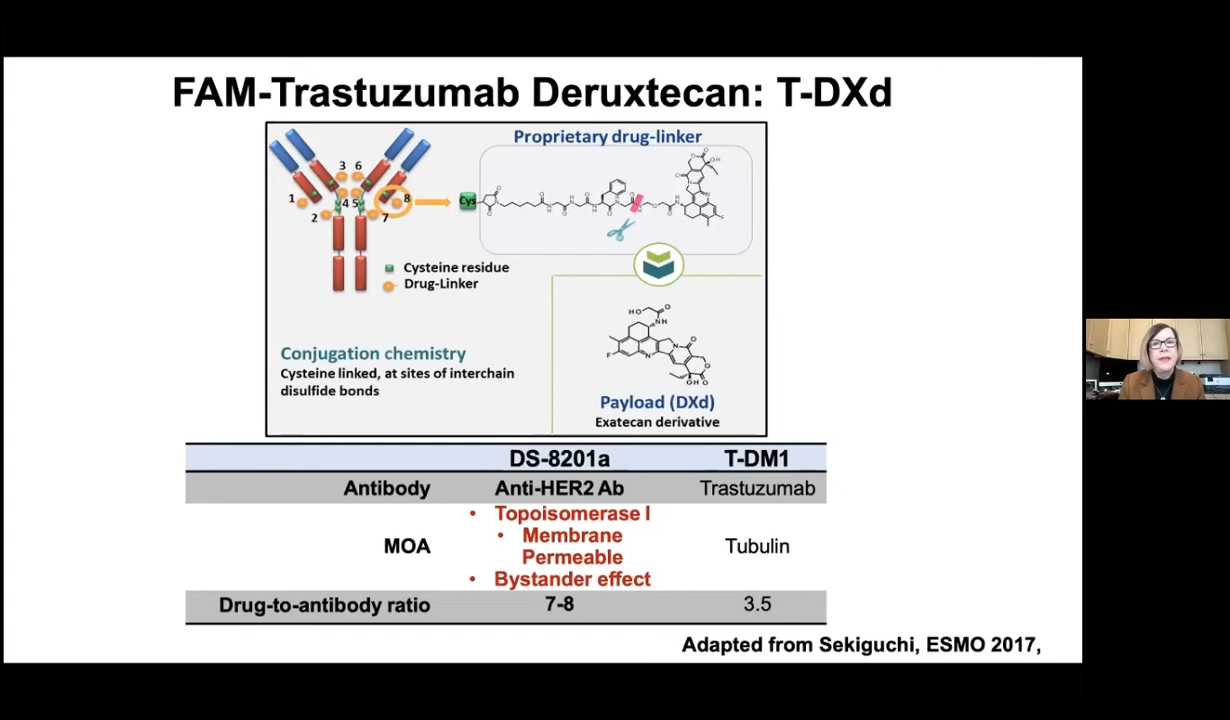 FAM-Trastuzumab Deruxtecan: T-DXd
Proprietary drug-linker
3 6
1
8
4 5
2
7
Cys
Cysteine residue
Drug-Linker
Conjugation chemistry
Cysteine linked, at sites of interchain
disulfide bonds
Payload (DXd)
Exatecan derivative
DS-8201a T-DM1
Antibody Anti-HER2 Ab Trastuzumab
MOA
• Topoisomerase I
• Membrane
Permeable
• Bystander effect
Tubulin
Drug-to-antibody ratio 7-8 3.5
Adapted from Sekiguchi, ESMO 2017,